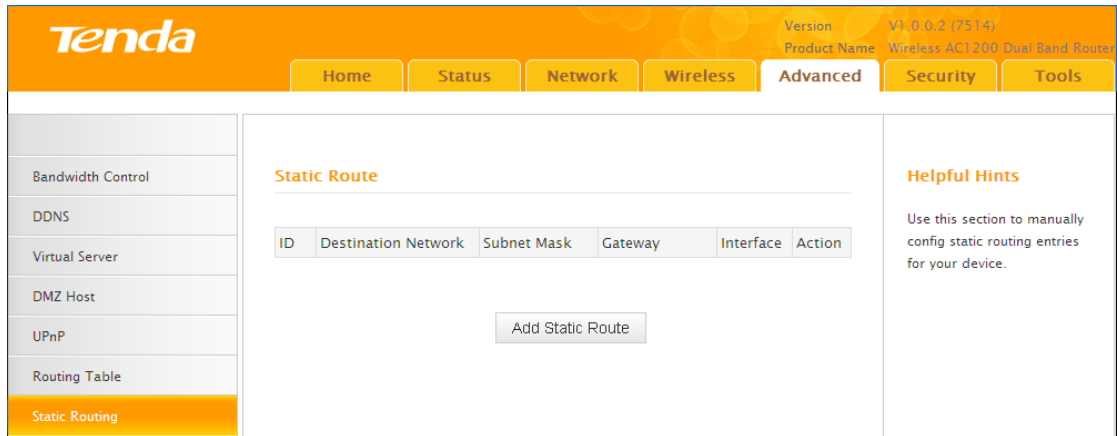 Tenda
Version V1.0.0.2 (7514)
Product Name Wireless AC1200 Dual Band Router
Home Status Network Wireless Advanced Security Tools
Bandwidth Control
DDNS
Virtual Server
DMZ Host
UPnP
Routing Table
Static Routing
Static Route
ID Destination Network Subnet Mask Gateway Interface Action
Add Static Route
Helpful Hints
Use this section to manually
config static routing entries
for your device.